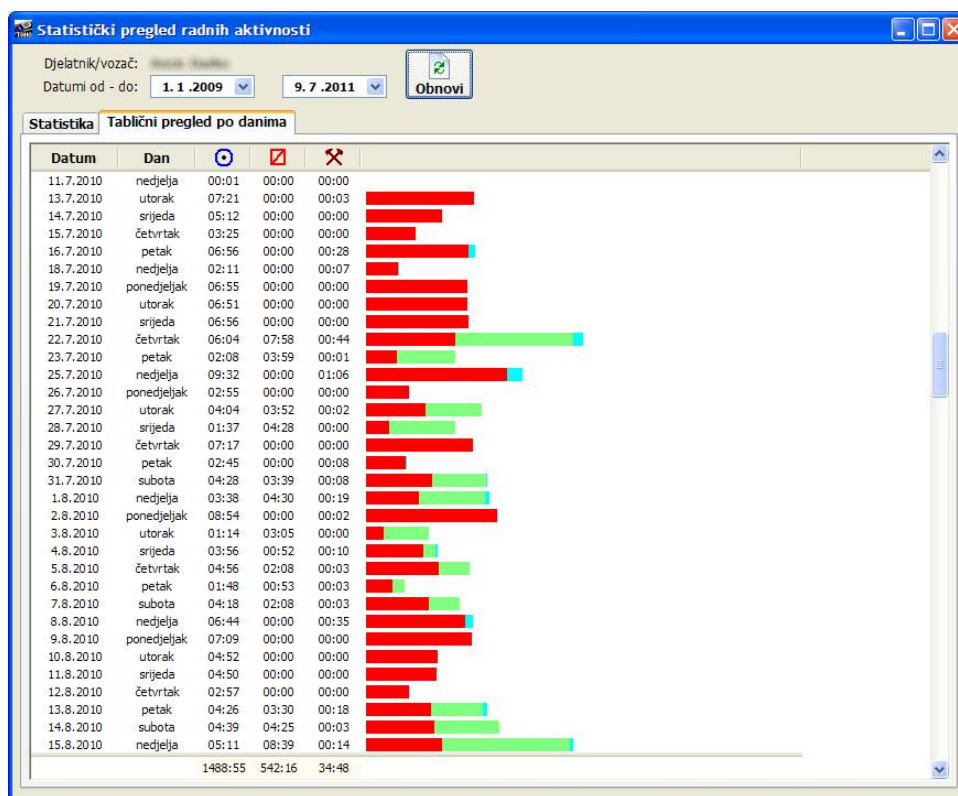 Statistički pregled radnih aktivnosti
Djelatnik/vozač:
Datumi od - do: 1. 1 .2009 9. 7 .2011 Obnovi
Statistika Tablični pregled po danima
Datum Dan
11.7.2010 nedjelja 00:01 00:00 00:00
13.7.2010 utorak 07:21 00:00 00:03
14.7.2010 srijeda 05:12 00:00 00:00
15.7.2010 četvrtak 03:25 00:00 00:00
16.7.2010 petak 06:56 00:00 00:28
18.7.2010 nedjelja 02:11 00:00 00:07
19.7.2010 ponedjeljak 06:55 00:00 00:00
20.7.2010 utorak 06:51 00:00 00:00
21.7.2010 srijeda 06:56 00:00 00:00
22.7.2010 četvrtak 06:04 07:58 00:44
23.7.2010 petak 02:08 03:59 00:01
25.7.2010 nedjelja 09:32 00:00 01:06
26.7.2010 ponedjeljak 02:55 00:00 00:00
27.7.2010 utorak 04:04 03:52 00:02
28.7.2010 srijeda 01:37 04:28 00:00
29.7.2010 četvrtak 07:17 00:00 00:00
30.7.2010 petak 02:45 00:00 00:08
31.7.2010 subota 04:28 03:39 00:08
1.8.2010 nedjelja 03:38 04:30 00:19
2.8.2010 ponedjeljak 08:54 00:00 00:02
3.8.2010 utorak 01:14 03:05 00:00
4.8.2010 srijeda 03:56 00:52 00:10
5.8.2010 četvrtak 04:56 02:08 00:03
6.8.2010 petak 01:48 00:53 00:03
7.8.2010 subota 04:18 02:08 00:03
8.8.2010 nedjelja 06:44 00:00 00:35
9.8.2010 ponedjeljak 07:09 00:00 00:00
10.8.2010 utorak 04:52 00:00 00:00
11.8.2010 srijeda 04:50 00:00 00:00
12.8.2010 četvrtak 02:57 00:00 00:00
13.8.2010 petak 04:26 03:30 00:18
14.8.2010 subota 04:39 04:25 00:03
15.8.2010 nedjelja 05:11 08:39 00:14
1488:55 542:16 34:48